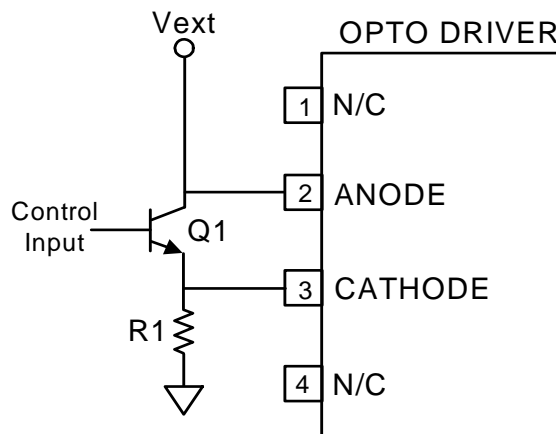 Vext
OPTO DRIVER
1 N/C
2 ANODE
Control
Input
Q1
3 CATHODE
R1
4 N/C